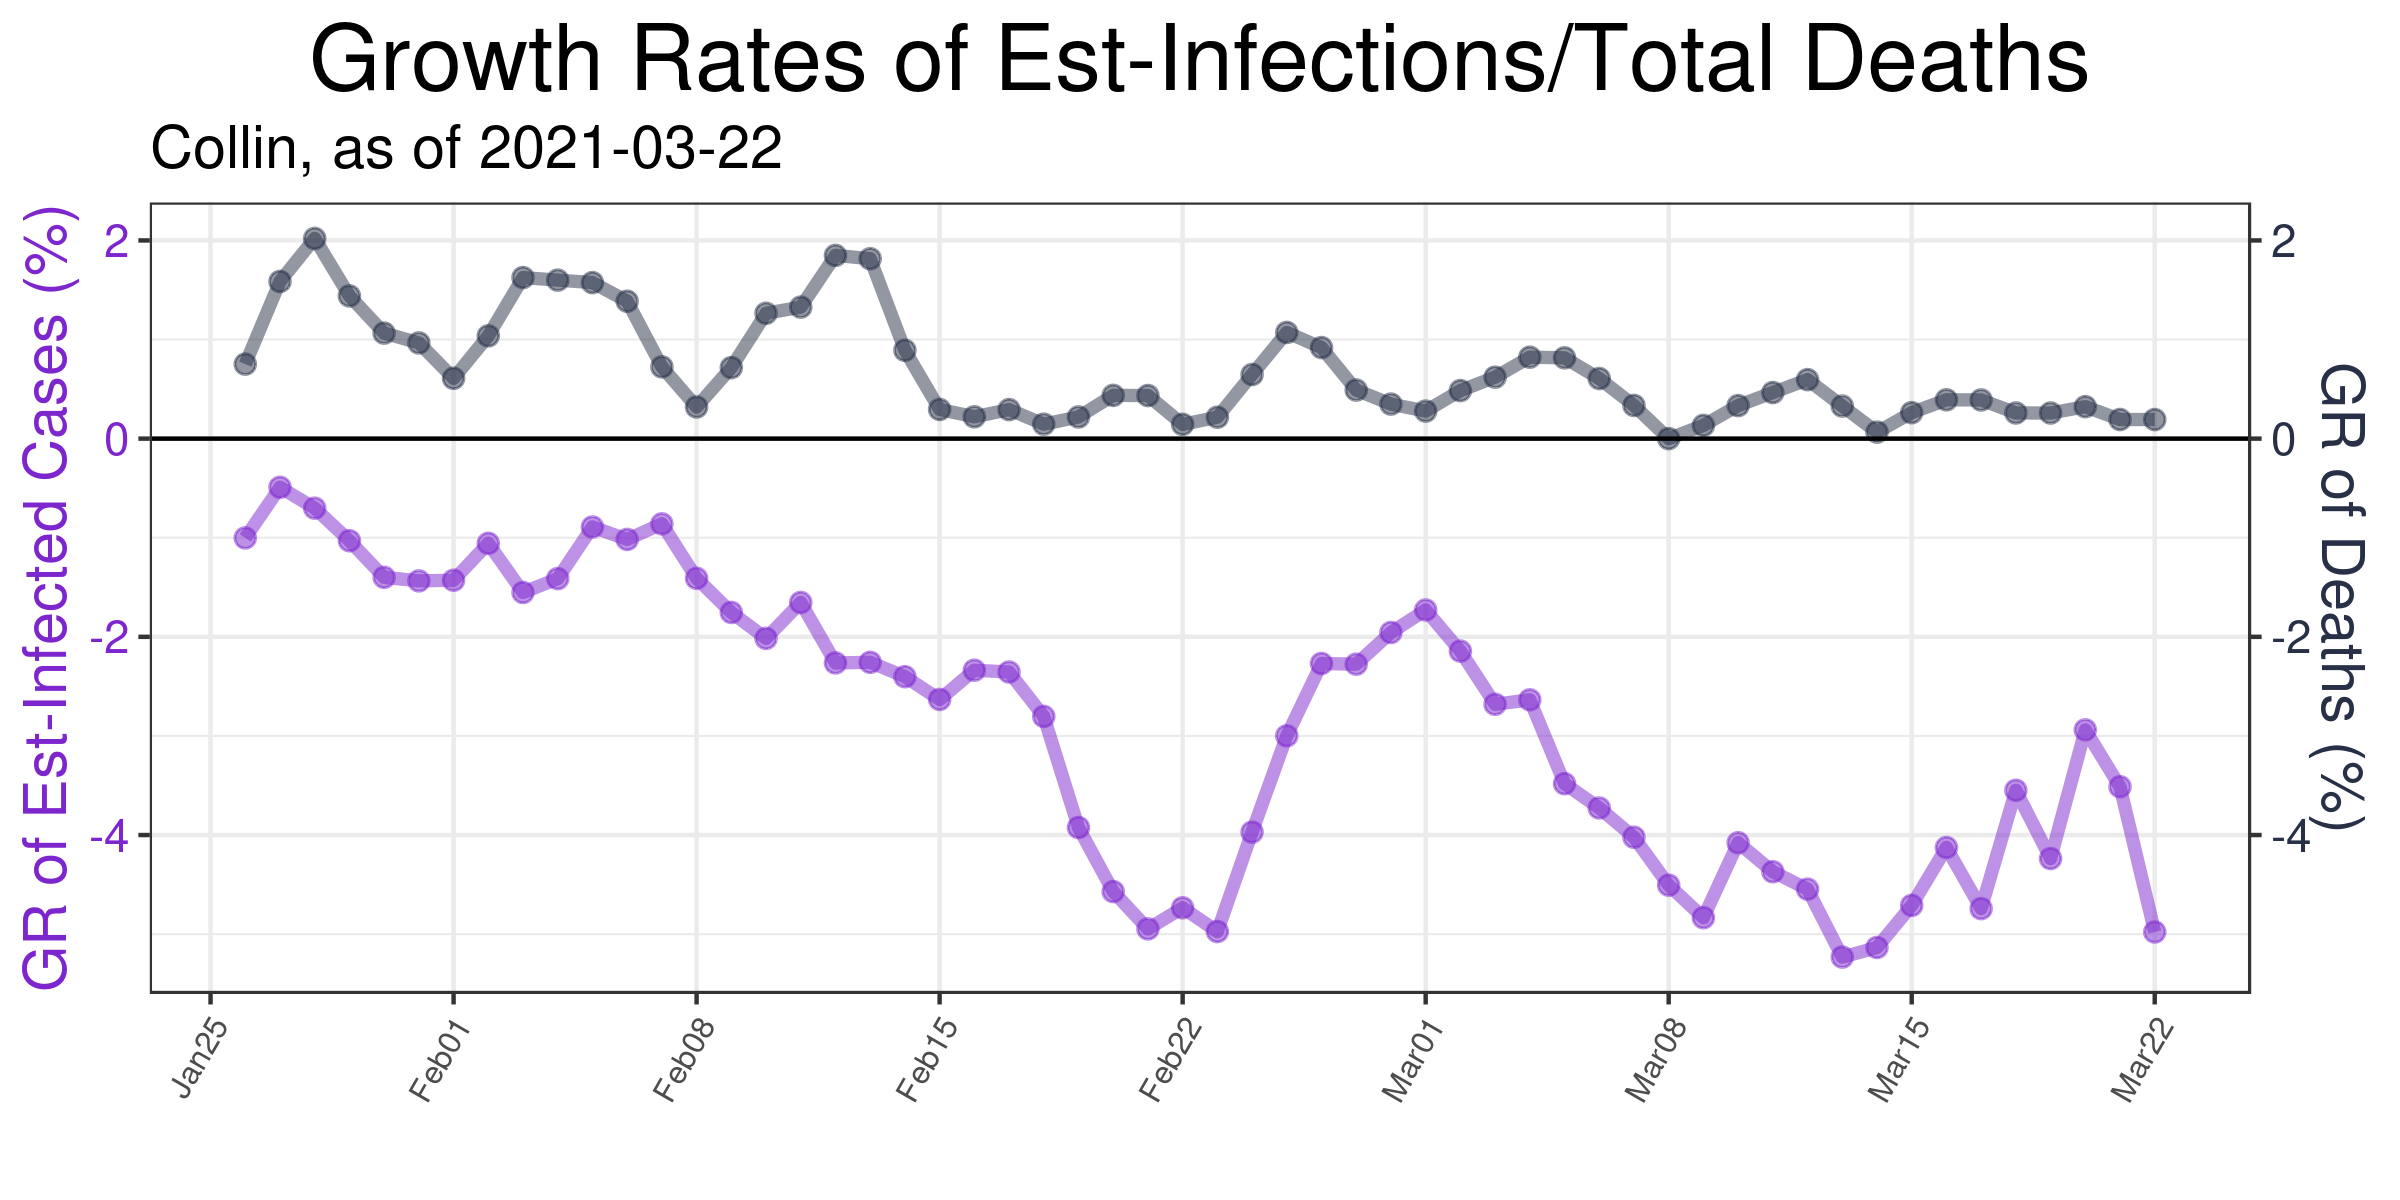 Growth Rates of Est-Infections/Total Deaths
Collin, as of 2021-03-22
GR of Est-Infected Cases (%)
2
0
-2
-4
2
0
-2
-4
GR of Deaths (%)
Jan25
Feb01
Feb08
Feb15
Feb22
Mar01
Mar08
Mar15
Mar22